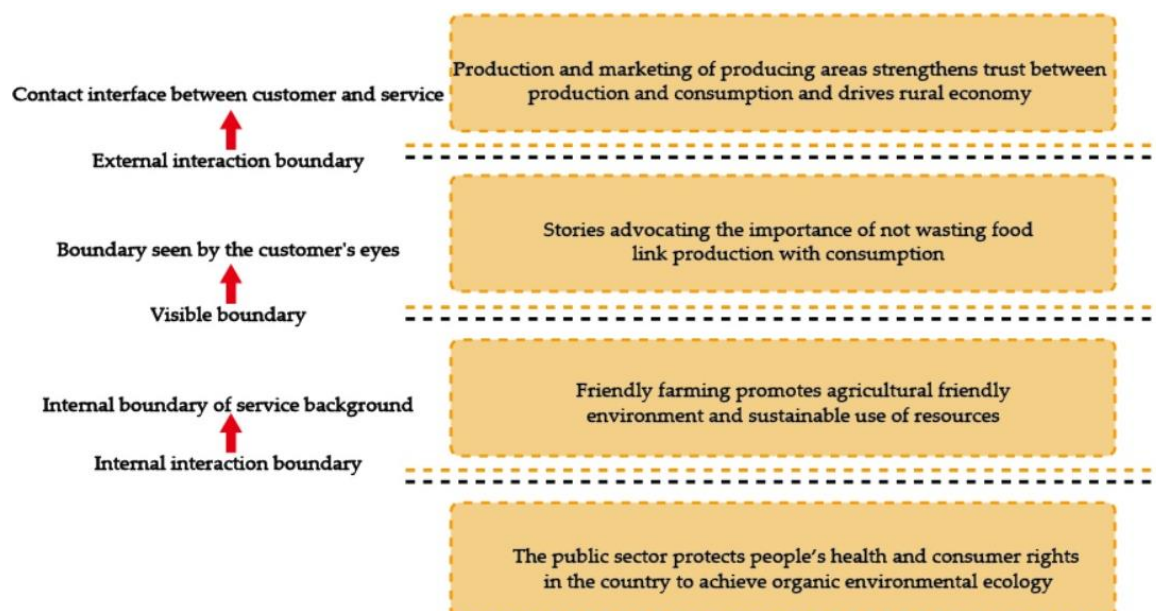 Production and marketing of producing areas strengthens trust between
production and consumption and drives rural economy
Contact interface between customer and service
External interaction boundary
Stories advocating the importance of not wasting food
link production with consumption
Boundary seen by the customer's eyes
Visible boundary
Friendly farming promotes agricultural friendly
environment and sustainable use of resources
Internal boundary of service background
Internal interaction boundary
The public sector protects people’s health and consumer rights
in the country to achieve organic environmental ecology